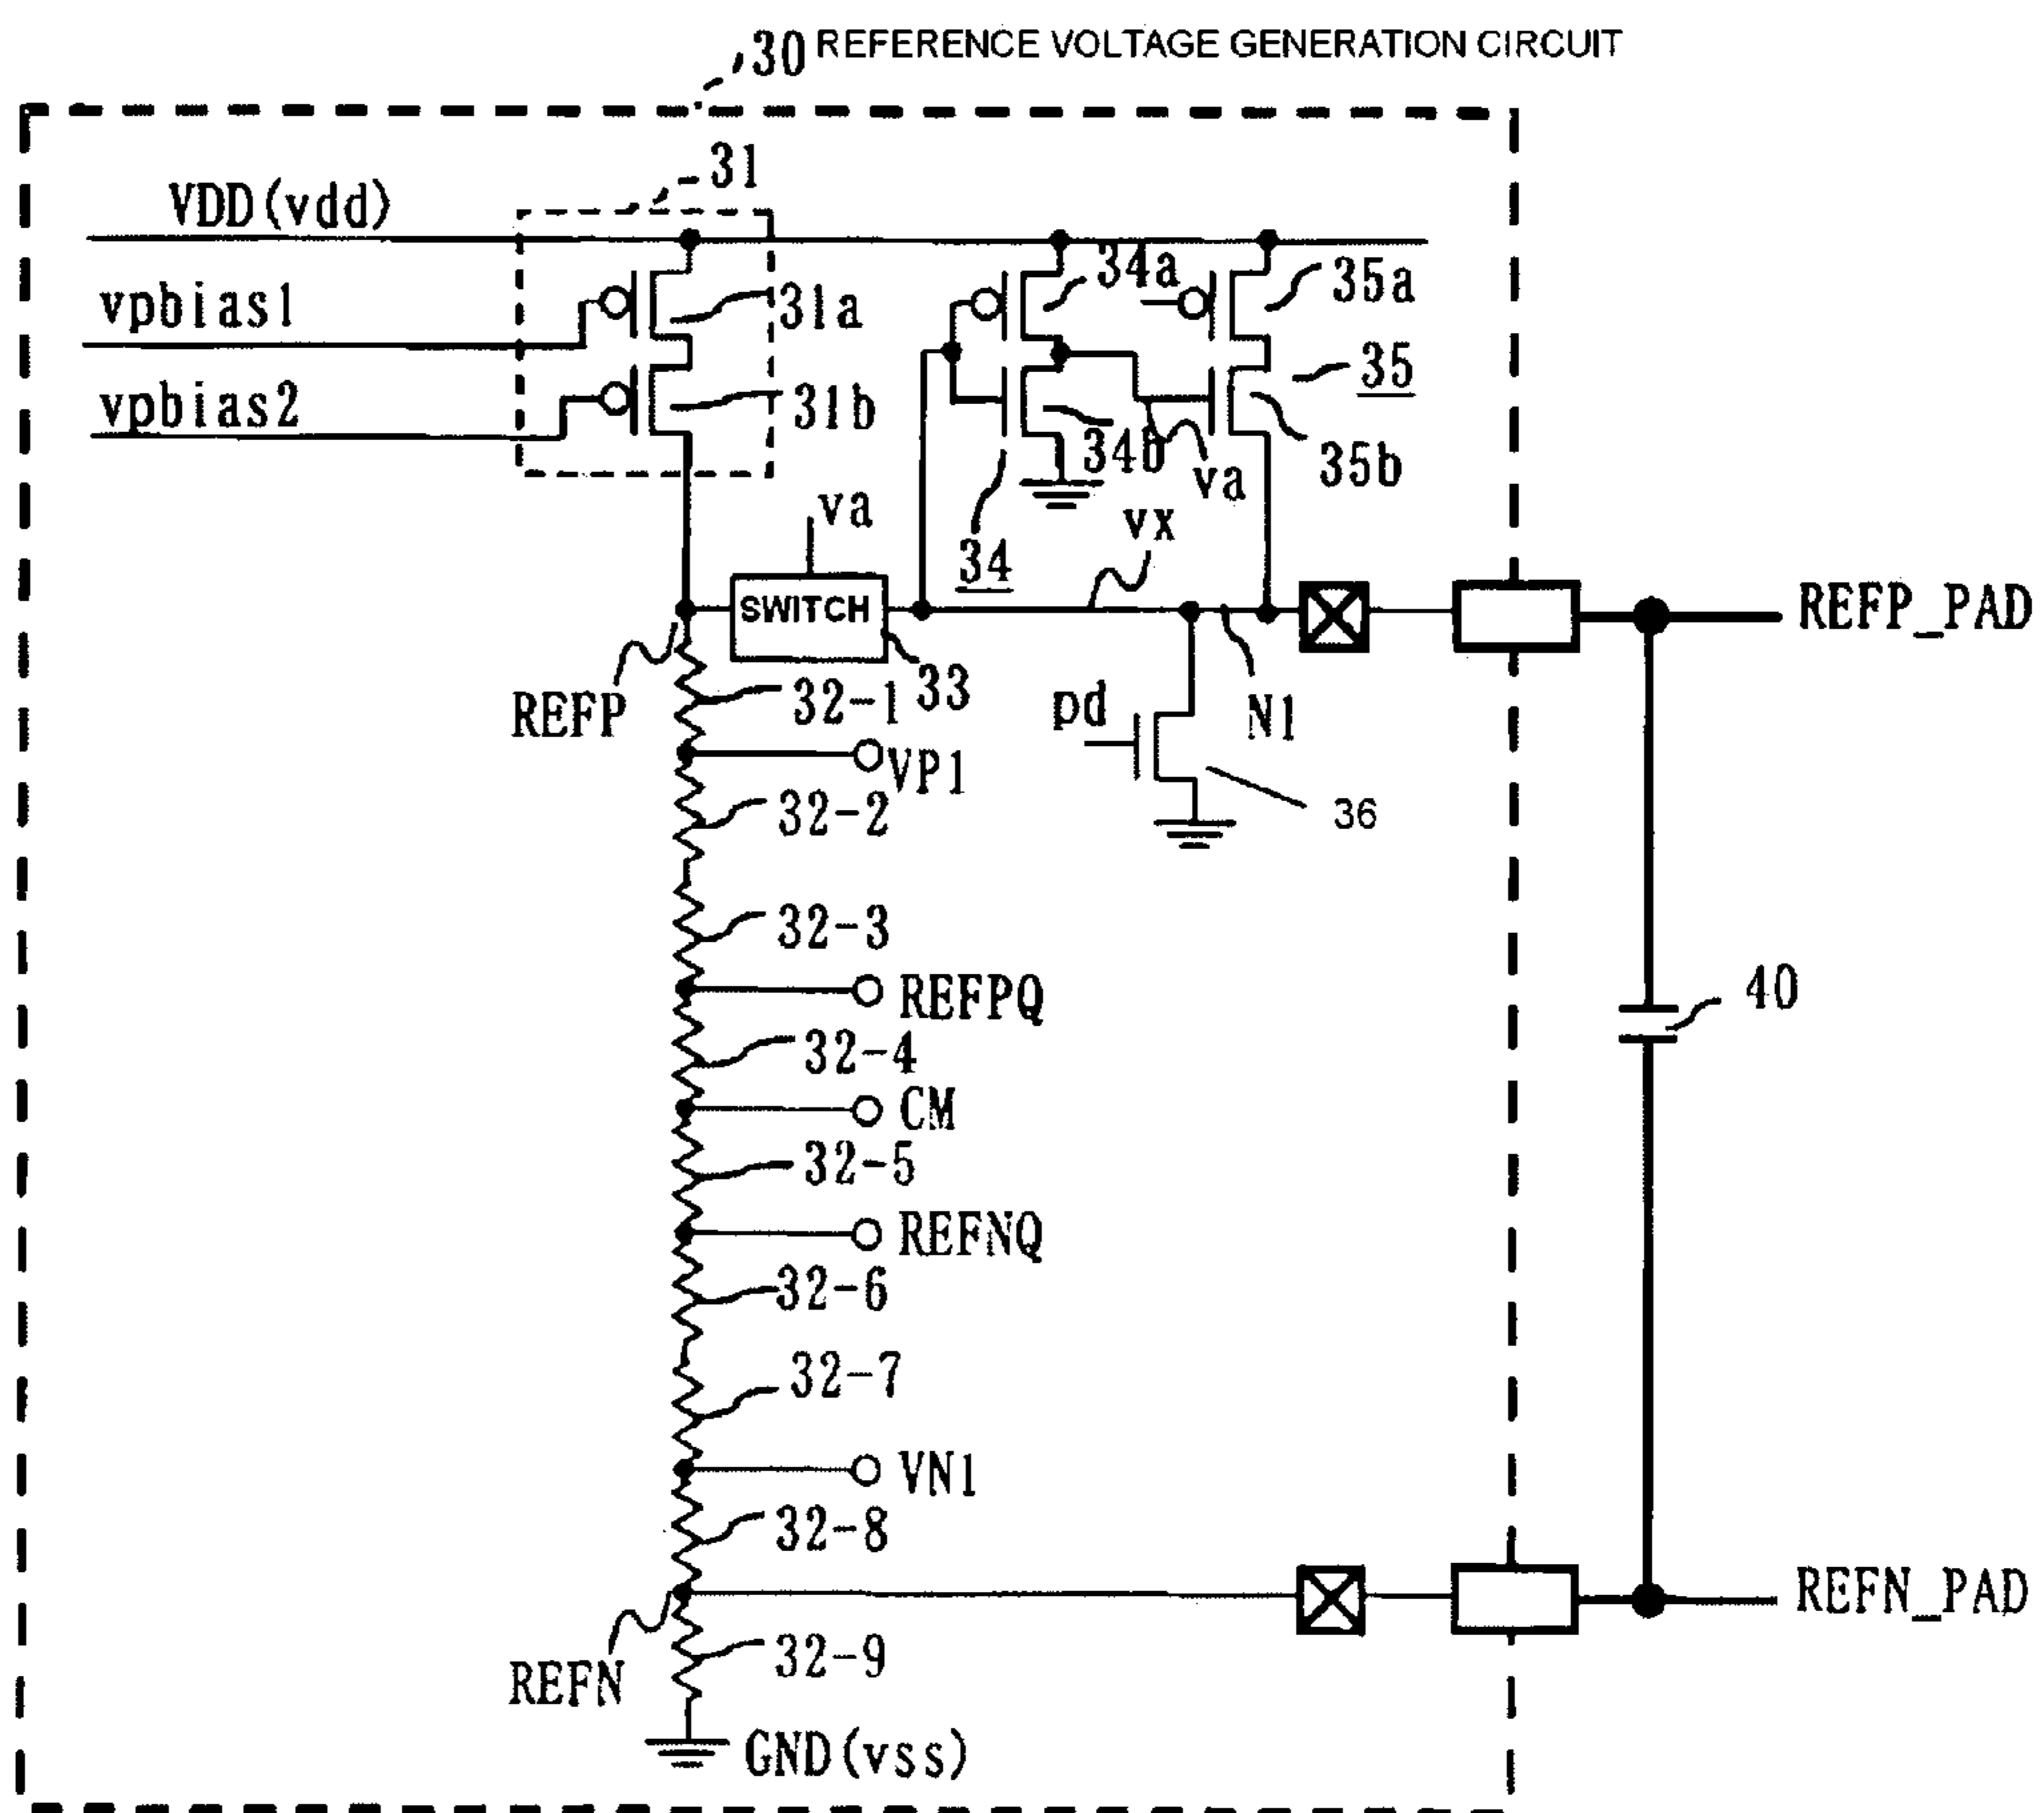 30 REFERENCE VOLTAGE GENERATION CIRCUIT
31
VDD(vdd)
34a
35a
vpbias1
31a
35
vpbias2
31b
34b
va
35b
va
vx
34
SWITCH
REFP_PAD
33
REFP
32-1
pd
N1
VP1
32-2
36
32-3
REFPQ
40
32-4
CM
32-5
REFNQ
32-6
32-7
VN1
32-8
REFN_PAD
REFN
32-9
GND(vss)